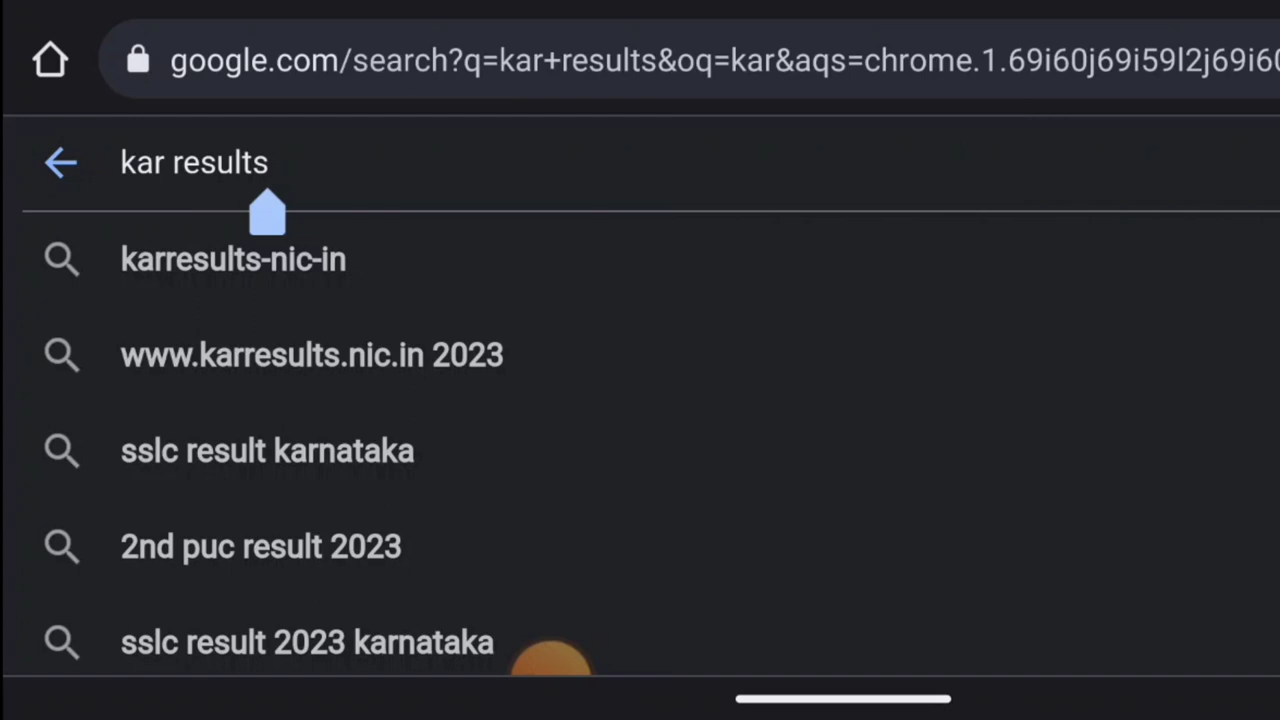 google.com/search?q=kar+results&oq=kar&aqs=chrome.1.69i60j69i59l2j69i60
kar results
karresults-nic-in
www.karresults.nic.in 2023
sslc result karnataka
2nd puc result 2023
sslc result 2023 karnataka